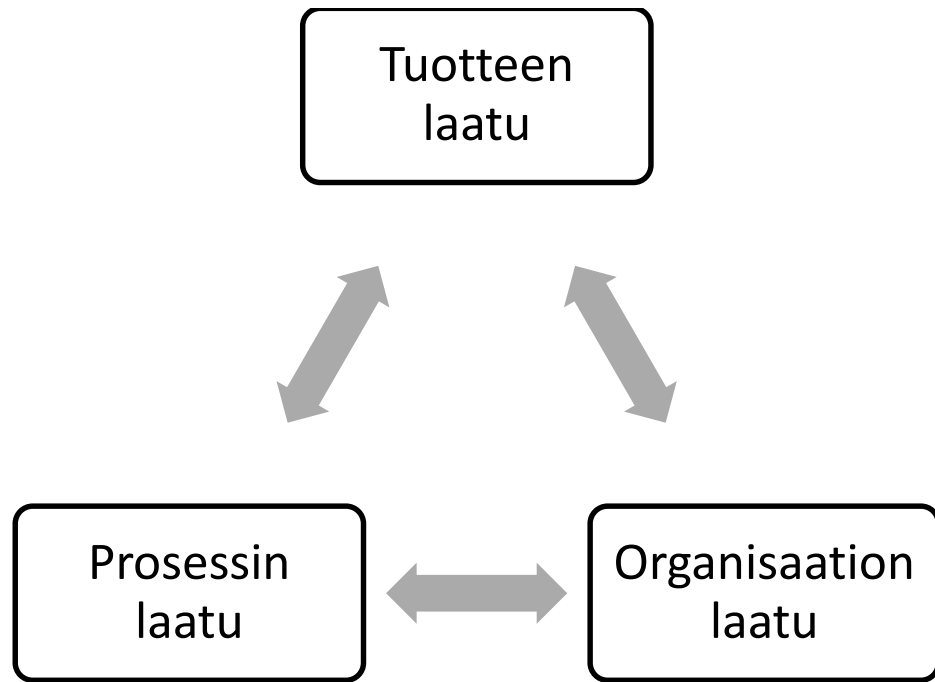 Tuotteen
laatu
Prosessin
laatu
Organisaation
laatu